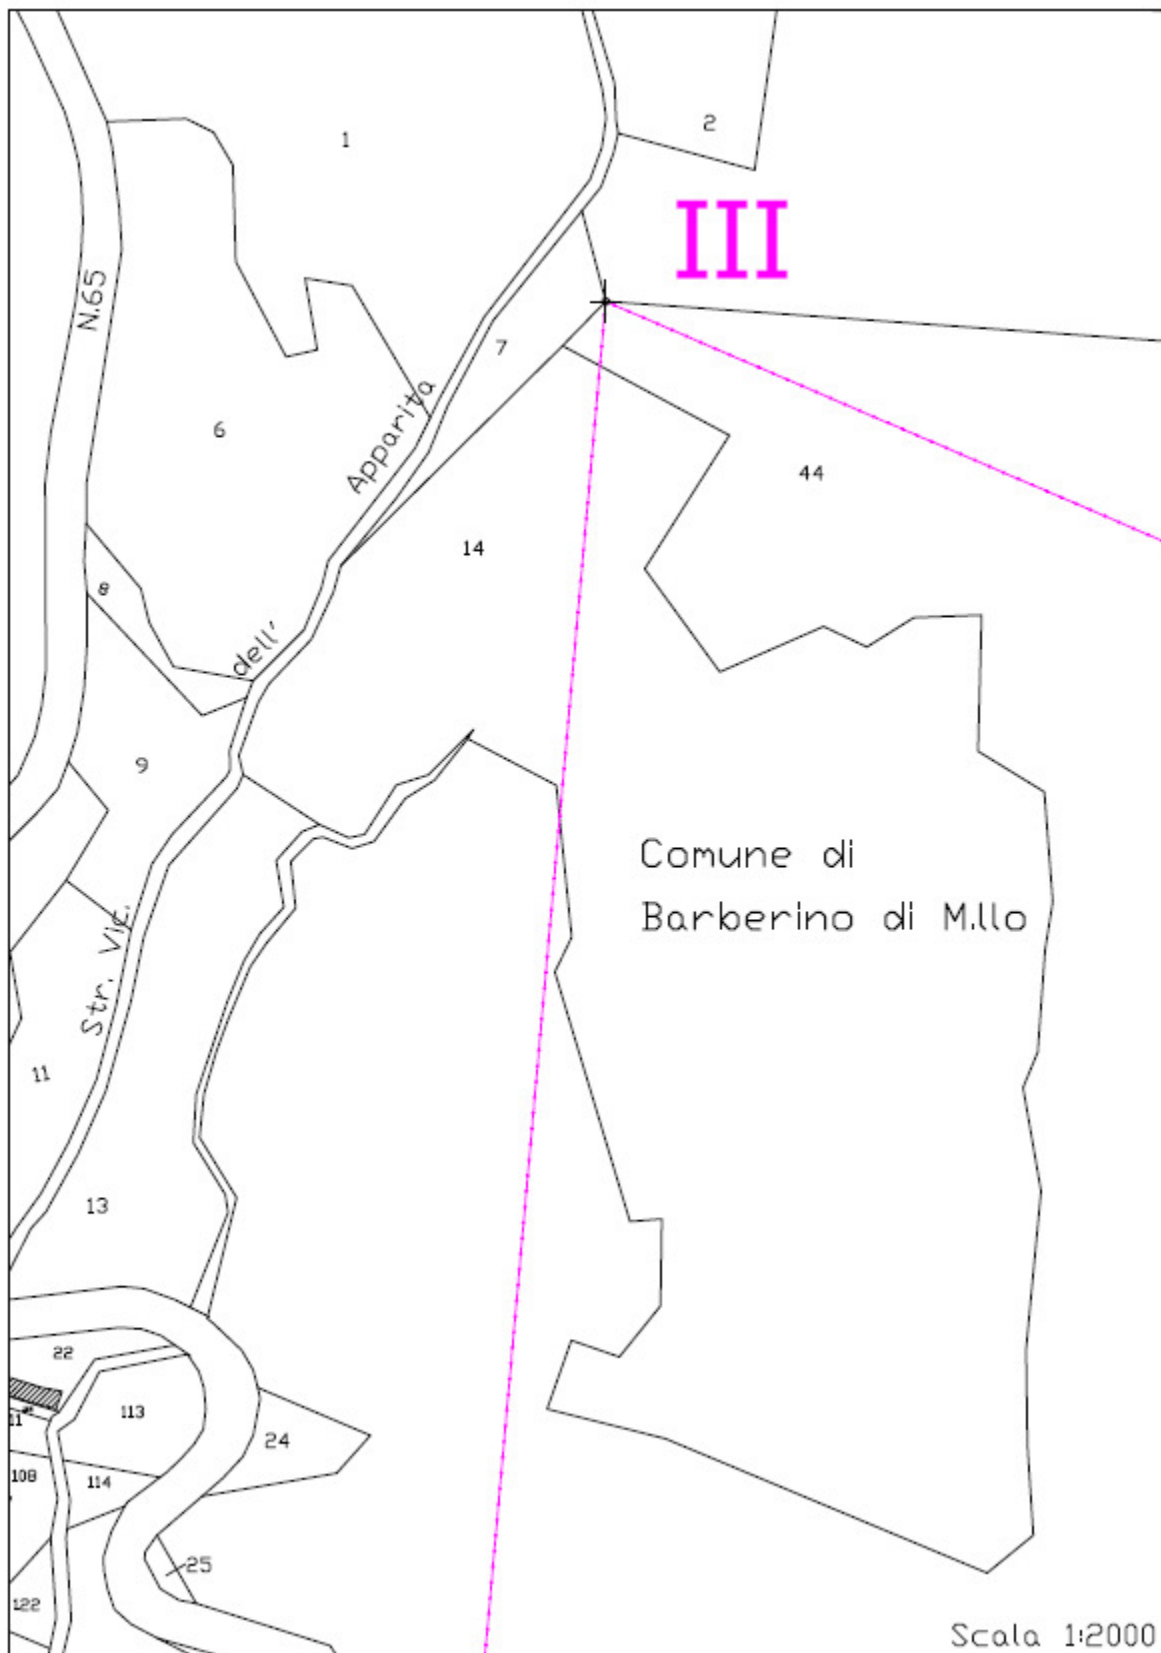 1
2
III
N.65
7
Apparita
6
44
14
8
dell'
9
Comune di
Barberino di M.llo
Str. Vic.
11
13
22
113
11
24
108
114
25
122
Scala 1:2000